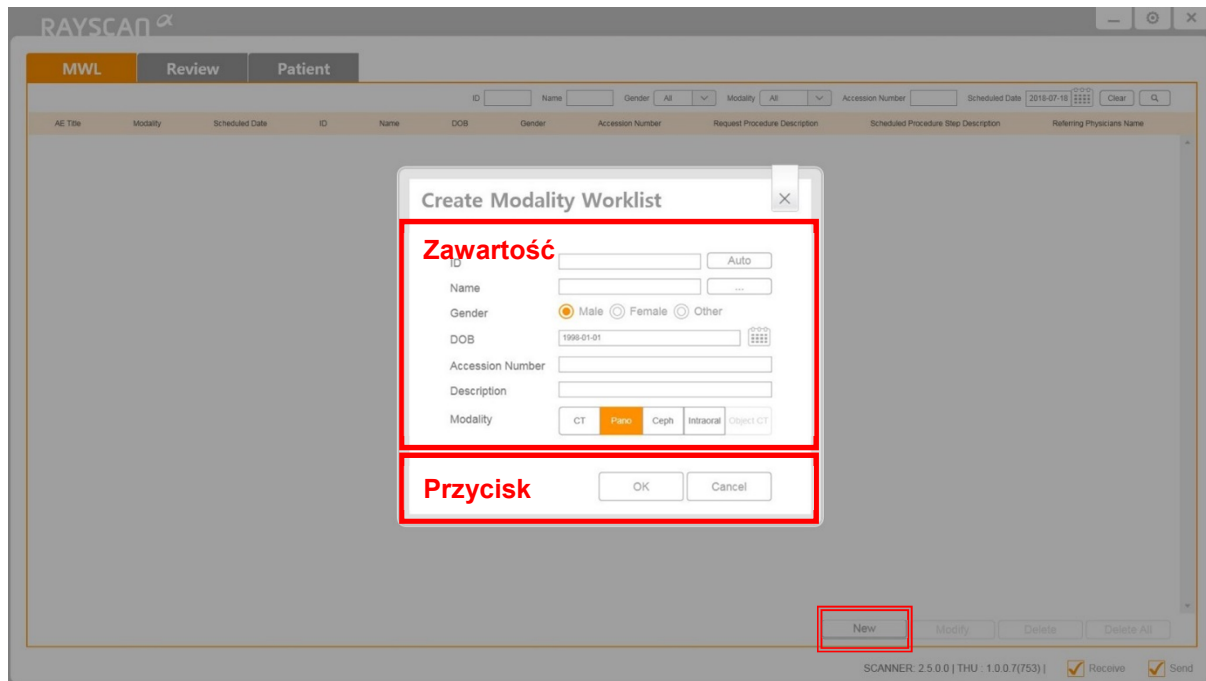 RAYSCAN α
MWL Review Patient
ID Name Gender All Modality All Accession Number Scheduled Date 2018-07-18 Clear
AE Title Modality Scheduled Date ID Name DOB Gender Accession Number Request Procedure Description Scheduled Procedure Step Description Referring Physicians Name
Create Modality Worklist
Zawartość
ID Auto
Name ...
Gender Male Female Other
DOB 1998-01-01
Accession Number
Description
Modality CT Pano Ceph Intraoral Object CT
Przycisk OK Cancel
New Modify Delete Delete All
SCANNER: 2.5.0.0 | THU : 1.0.0.7(753) | Receive Send